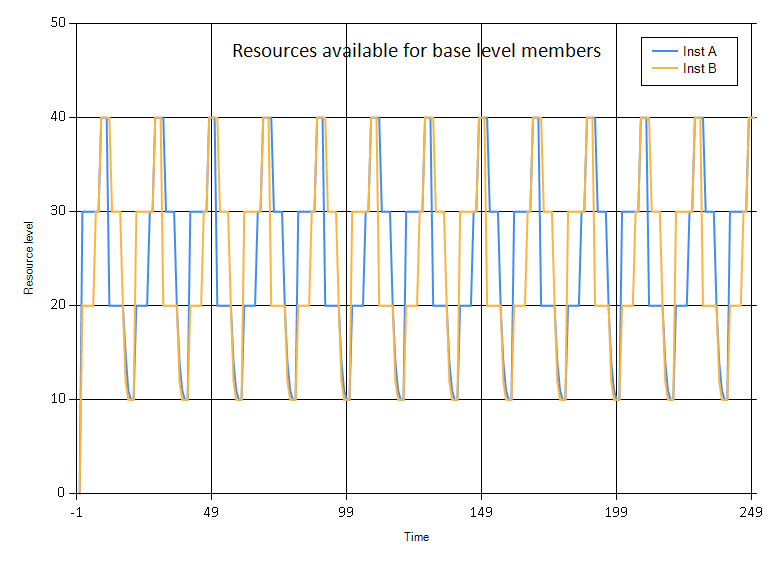 Resources available for base level members
Inst A
Inst B
50
40
30
20
10
0
Resource level
-1 49 99 149 199 249
Time